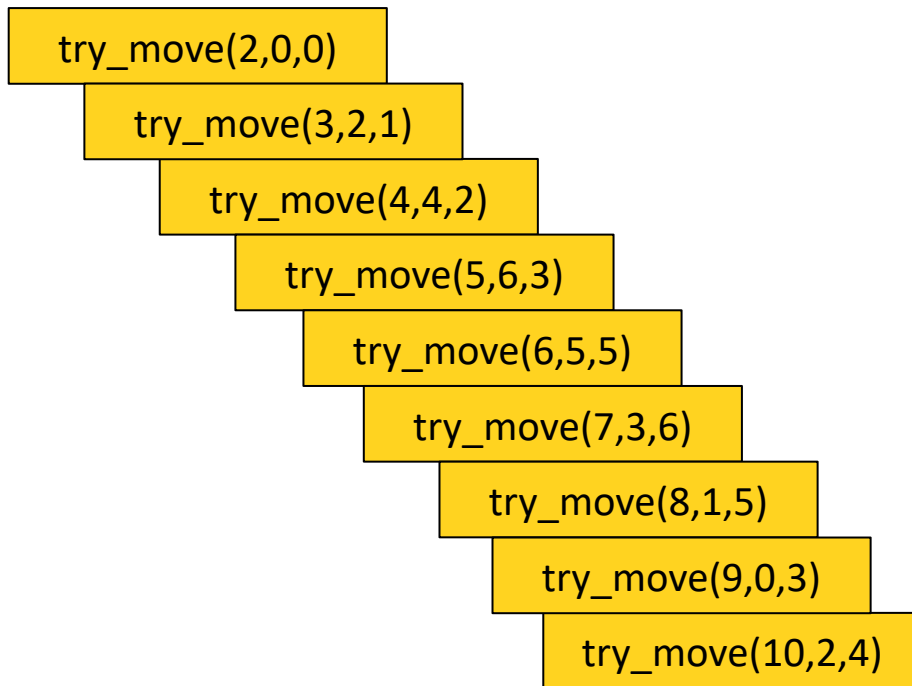 try_move(2,0,0)
try_move(3,2,1)
try_move(4,4,2)
try_move(5,6,3)
try_move(6,5,5)
try_move(7,3,6)
try_move(8,1,5)
try_move(9,0,3)
try_move(10,2,4)